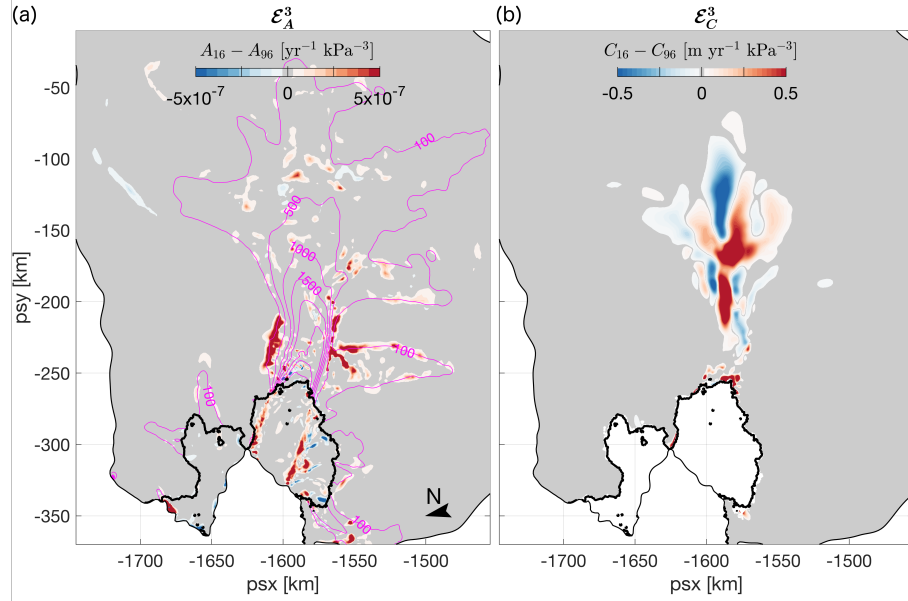 (a)
ℰ³_A
(b)
ℰ³_C
A₁₆ − A₉₆ [yr⁻¹ kPa⁻³]
-5x10⁻⁷ 0 5x10⁻⁷
C₁₆ − C₉₆ [m yr⁻¹ kPa⁻³]
-0.5 0 0.5
-50
-100
-150
-200
-250
-300
-350
psy [km]
100
500
1000
1500
100
100
100
N
-1700 -1650 -1600 -1550 -1500
psx [km]
-1700 -1650 -1600 -1550 -1500
psx [km]